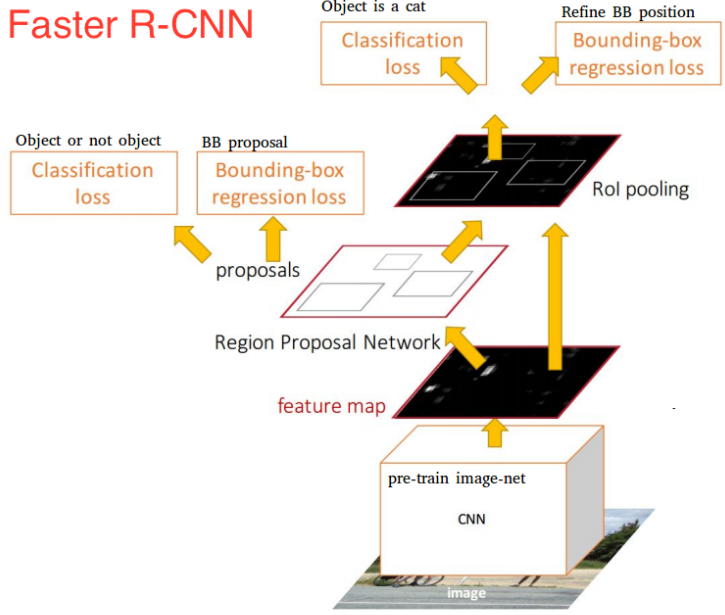 Faster R-CNN
Object is a cat
Refine BB position
Classification
loss
Bounding-box
regression loss
Object or not object
BB proposal
Classification
loss
Bounding-box
regression loss
RoI pooling
proposals
Region Proposal Network
feature map
pre-train image-net
CNN
image